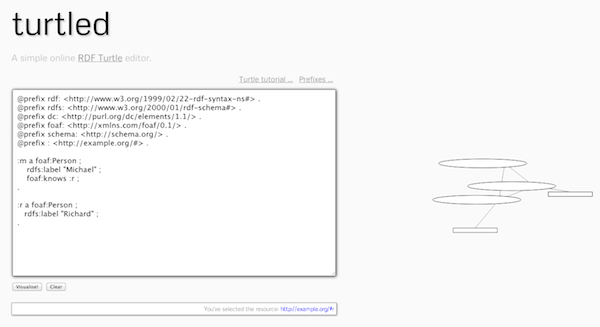 turtled
A simple online RDF Turtle editor.
Turtle tutorial ... Prefixes ...
@prefix rdf: <http://www.w3.org/1999/02/22-rdf-syntax-ns#> .
@prefix rdfs: <http://www.w3.org/2000/01/rdf-schema#> .
@prefix dc: <http://purl.org/dc/elements/1.1/> .
@prefix foaf: <http://xmlns.com/foaf/0.1/> .
@prefix schema: <http://schema.org/> .
@prefix : <http://example.org/#> .
:m a foaf:Person ;
rdfs:label "Michael" ;
foaf:knows :r ;
.
:r a foaf:Person ;
rdfs:label "Richard" ;
.
Visualise! Clear
You've selected the resource: http://example.org/#r